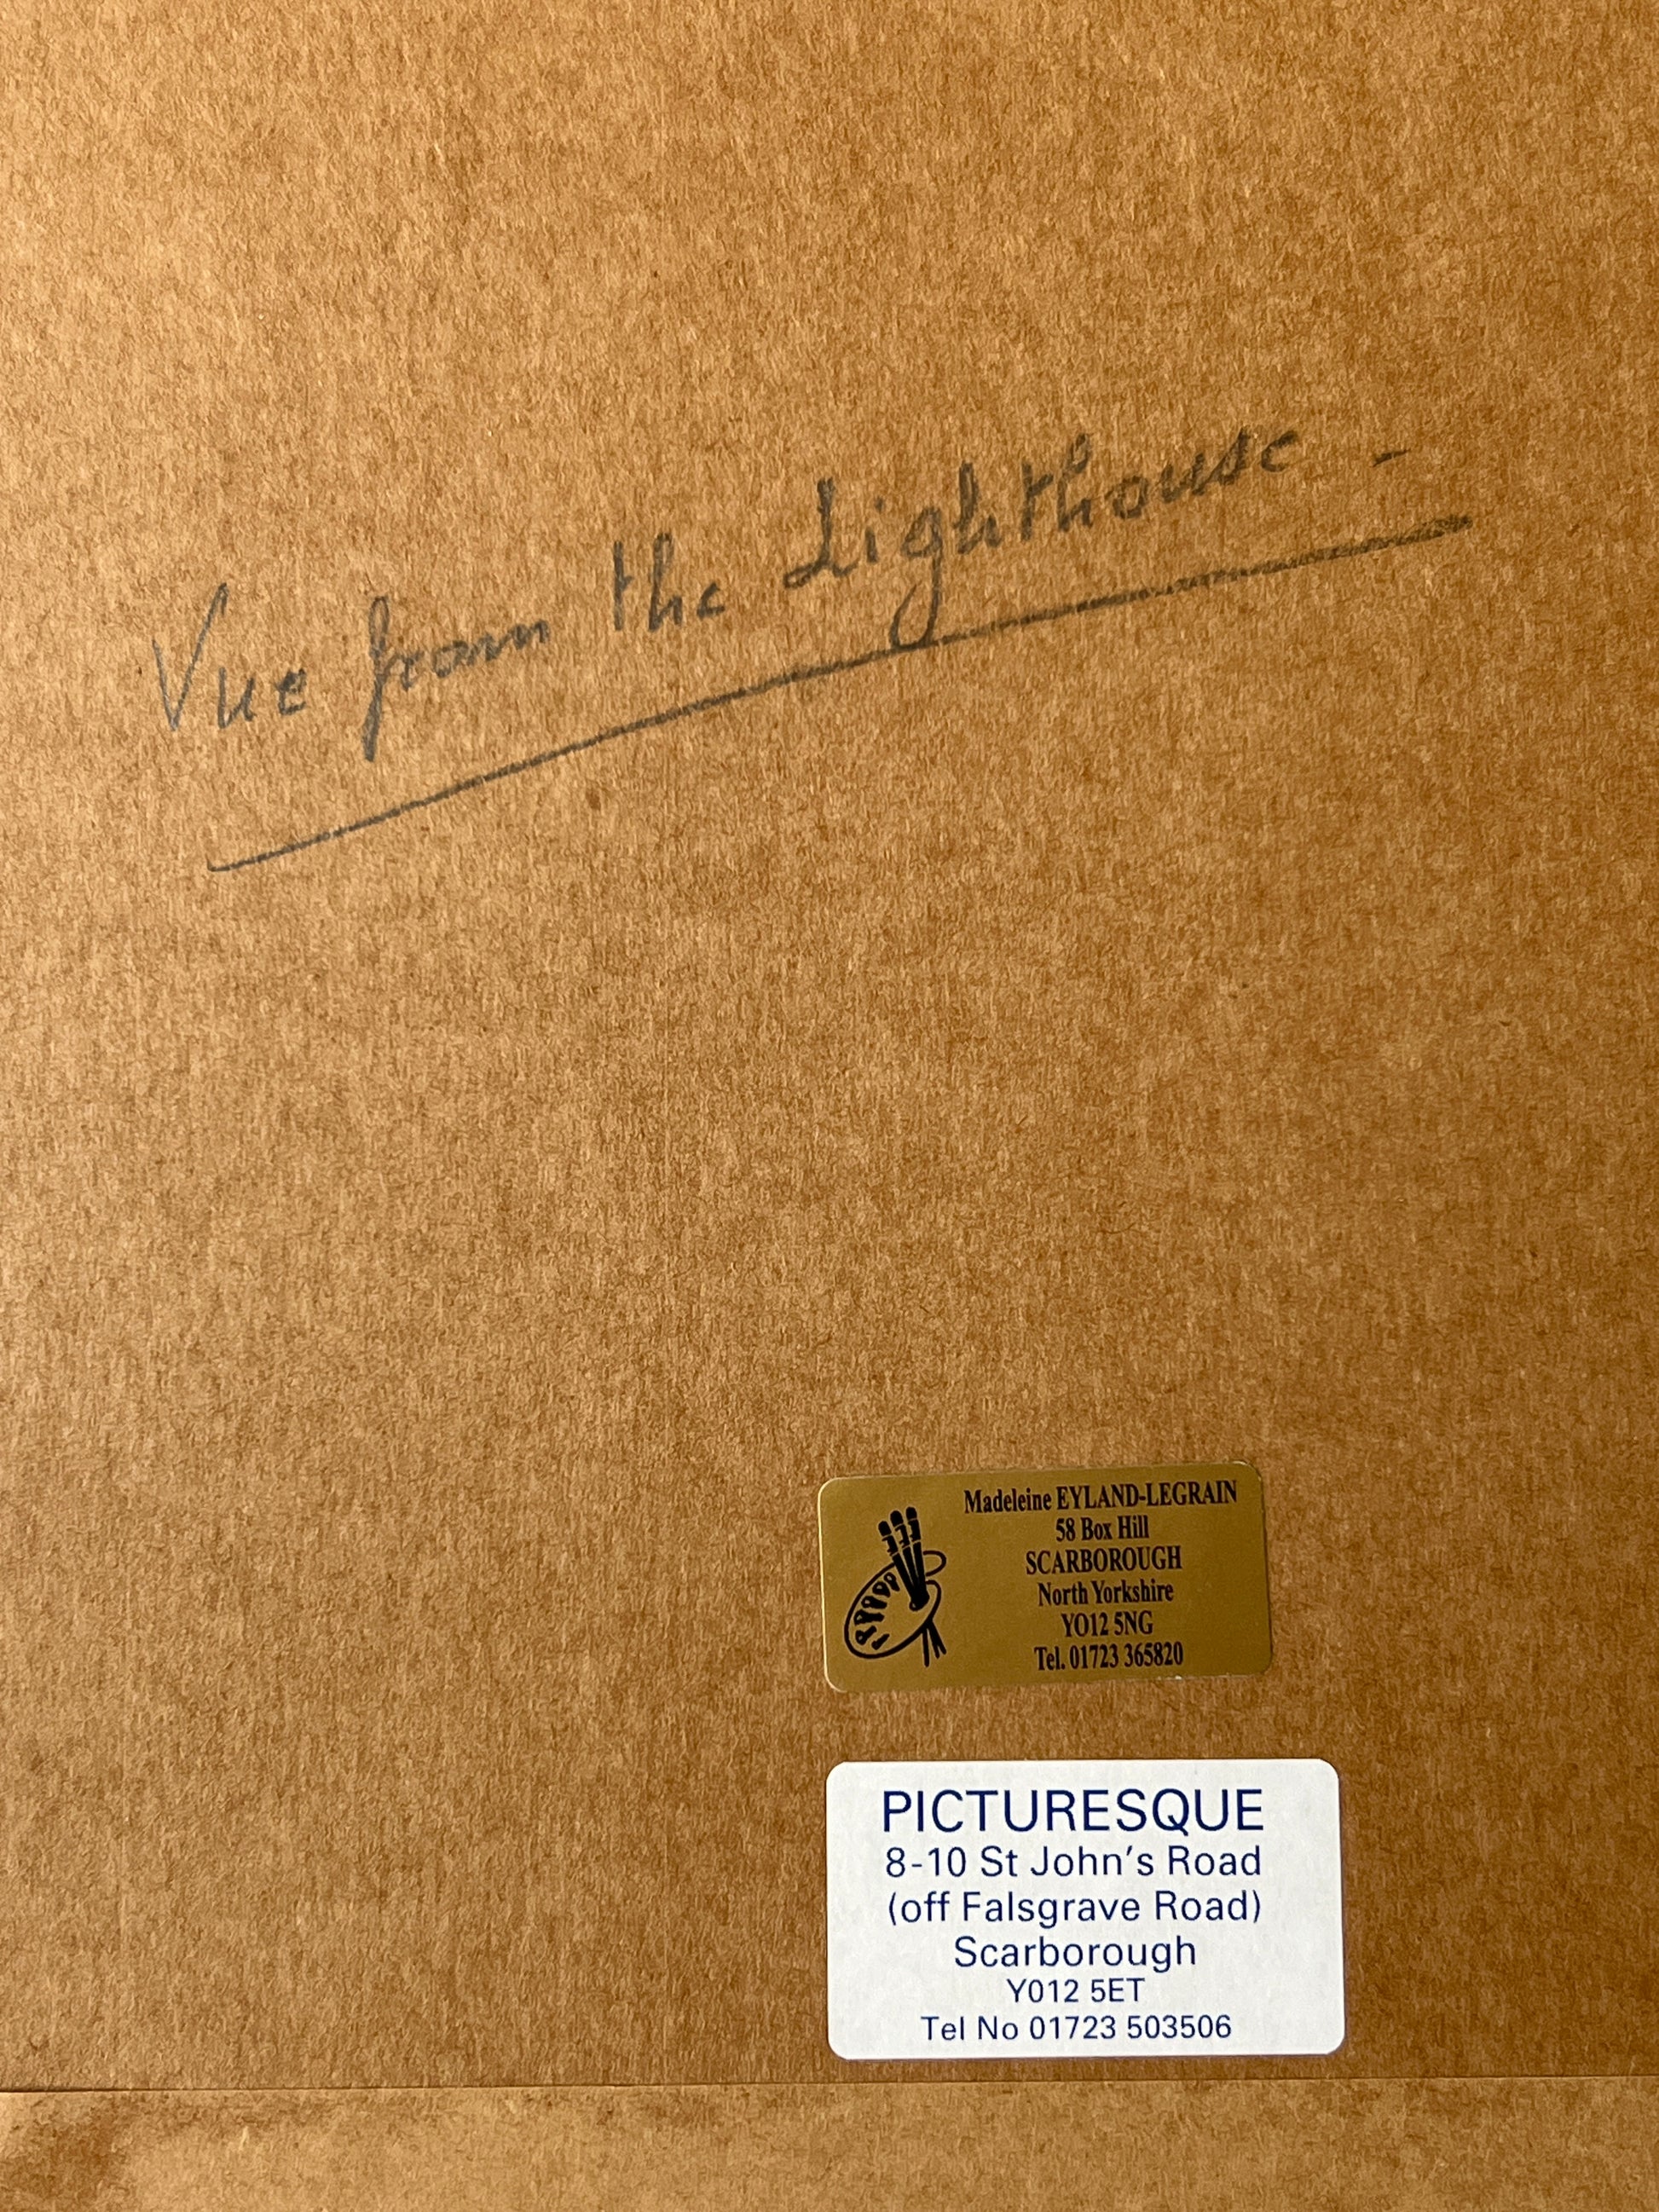 Vue from the Lighthouse -
Madeleine EYLAND-LEGRAIN
58 Box Hill
SCARBOROUGH
North Yorkshire
YO12 5NG
Tel. 01723 365820
PICTURESQUE
8-10 St John's Road
(off Falsgrave Road)
Scarborough
Y012 5ET
Tel No 01723 503506